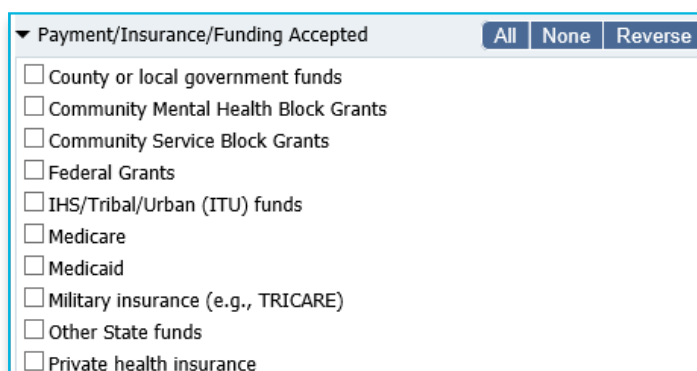 Payment/Insurance/Funding Accepted All None Reverse
County or local government funds
Community Mental Health Block Grants
Community Service Block Grants
Federal Grants
IHS/Tribal/Urban (ITU) funds
Medicare
Medicaid
Military insurance (e.g., TRICARE)
Other State funds
Private health insurance